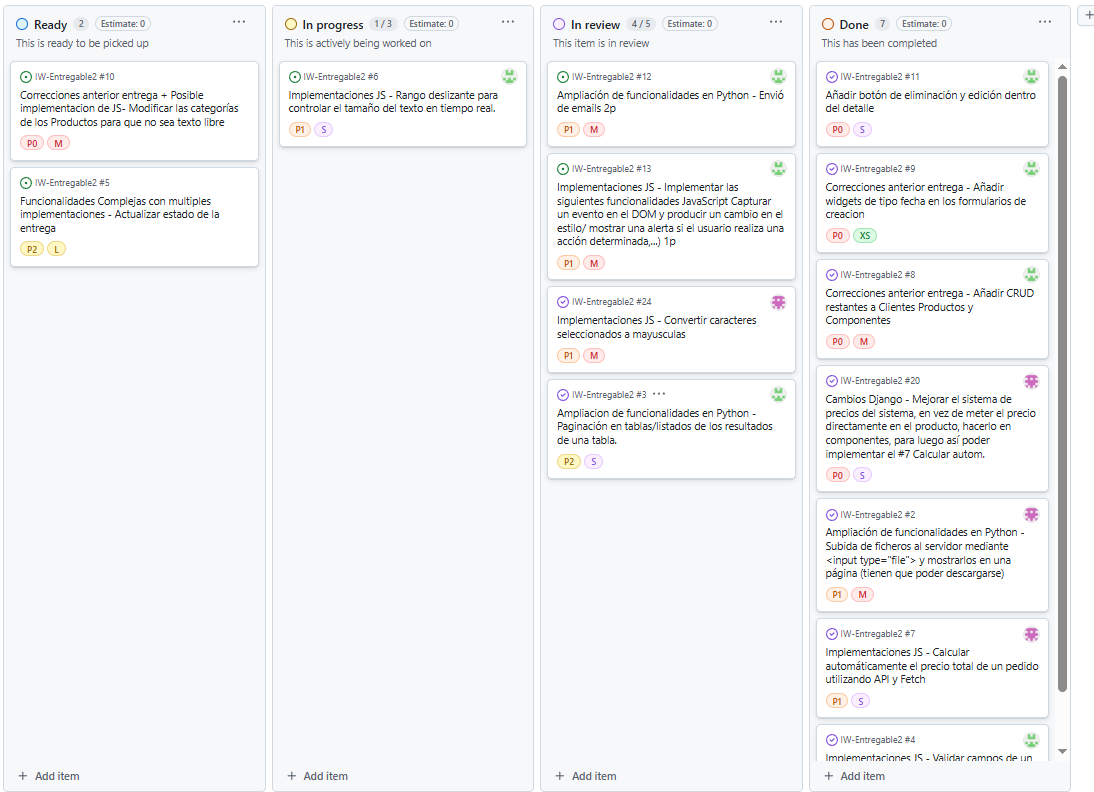 Ready 2 Estimate: 0 ...
This is ready to be picked up
IW-Entregable2 #10
Correcciones anterior entrega + Posible
implementacion de JS- Modificar las categorías
de los Productos para que no sea texto libre
P0 M
IW-Entregable2 #5
Funcionalidades Complejas con multiples
implementaciones - Actualizar estado de la
entrega
P2 L
+ Add item
In progress 1 / 3 Estimate: 0 ...
This is actively being worked on
IW-Entregable2 #6
Implementaciones JS - Rango deslizante para
controlar el tamaño del texto en tiempo real.
P1 S
+ Add item
In review 4 / 5 Estimate: 0 ...
This item is in review
IW-Entregable2 #12
Ampliación de funcionalidades en Python - Envió
de emails 2p
P1 M
IW-Entregable2 #13
Implementaciones JS - Implementar las
siguientes funcionalidades JavaScript Capturar
un evento en el DOM y producir un cambio en el
estilo/ mostrar una alerta si el usuario realiza una
acción determinada,...) 1p
P1 M
IW-Entregable2 #24
Implementaciones JS - Convertir caracteres
seleccionados a mayusculas
P1 M
IW-Entregable2 #3 ...
Ampliacion de funcionalidades en Python -
Paginación en tablas/listados de los resultados
de una tabla.
P2 S
+ Add item
Done 7 Estimate: 0 ...
This has been completed
IW-Entregable2 #11
Añadir botón de eliminación y edición dentro
del detalle
P0 S
IW-Entregable2 #9
Correcciones anterior entrega - Añadir
widgets de tipo fecha en los formularios de
creacion
P0 XS
IW-Entregable2 #8
Correcciones anterior entrega - Añadir CRUD
restantes a Clientes Productos y
Componentes
P0 M
IW-Entregable2 #20
Cambios Django - Mejorar el sistema de
precios del sistema, en vez de meter el precio
directamente en el producto, hacerlo en
componentes, para luego así poder
implementar el #7 Calcular autom.
P0 S
IW-Entregable2 #2
Ampliación de funcionalidades en Python -
Subida de ficheros al servidor mediante
<input type="file"> y mostrarlos en una
página (tienen que poder descargarse)
P1 M
IW-Entregable2 #7
Implementaciones JS - Calcular
automáticamente el precio total de un pedido
utilizando API y Fetch
P1 S
IW-Entregable2 #4
Implementaciones JS - Validar campos de un
+ Add item
+